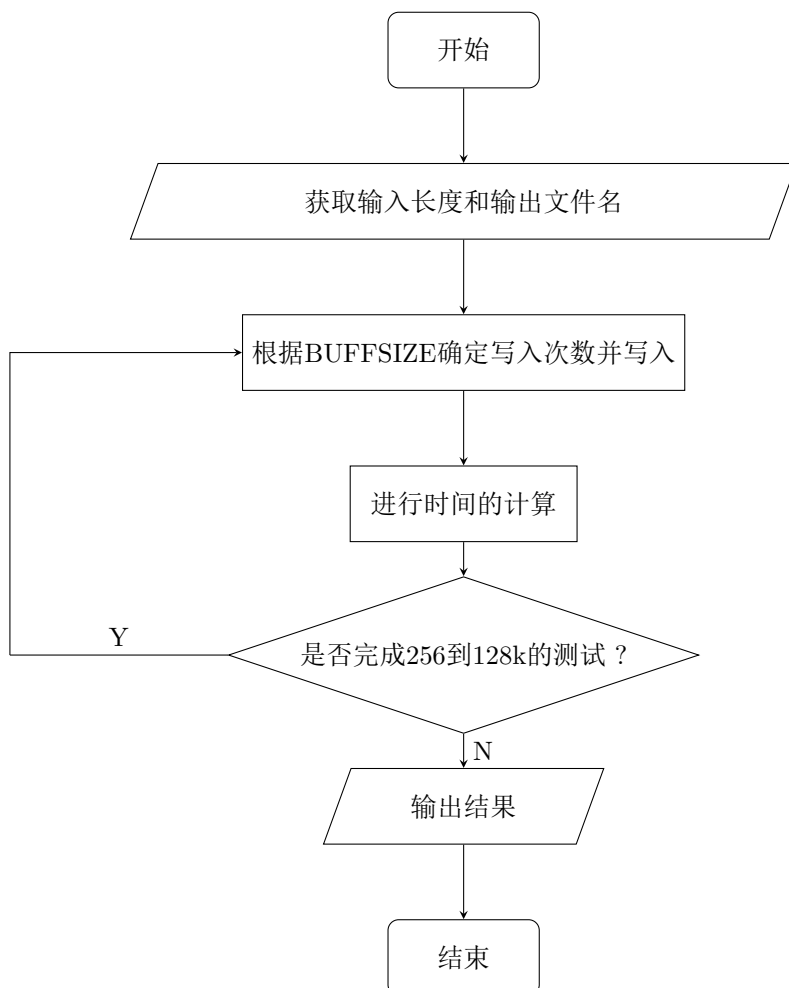 开始
获取输入长度和输出文件名
根据BUFFSIZE确定写入次数并写入
进行时间的计算
Y
是否完成256到128k的测试？
N
输出结果
结束